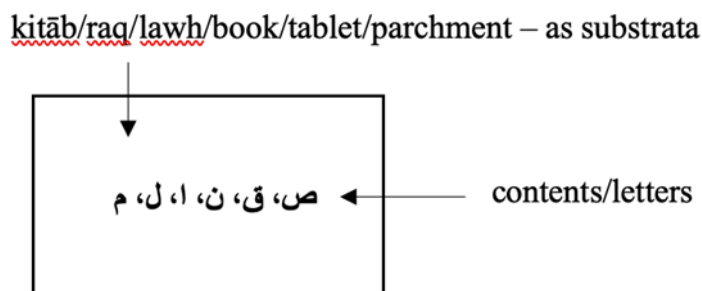 kitāb/raq/lawh/book/tablet/parchment – as substrata
ص، ق، ن، ا، ل، م
contents/letters